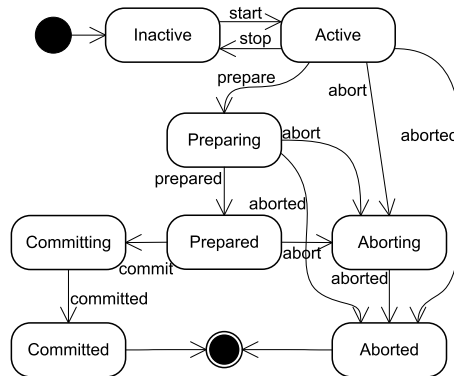 start
Inactive
Active
stop
prepare
abort
aborted
Preparing
abort
prepared
aborted
Committing
Prepared
Aborting
commit
abort
committed
aborted
Committed
Aborted